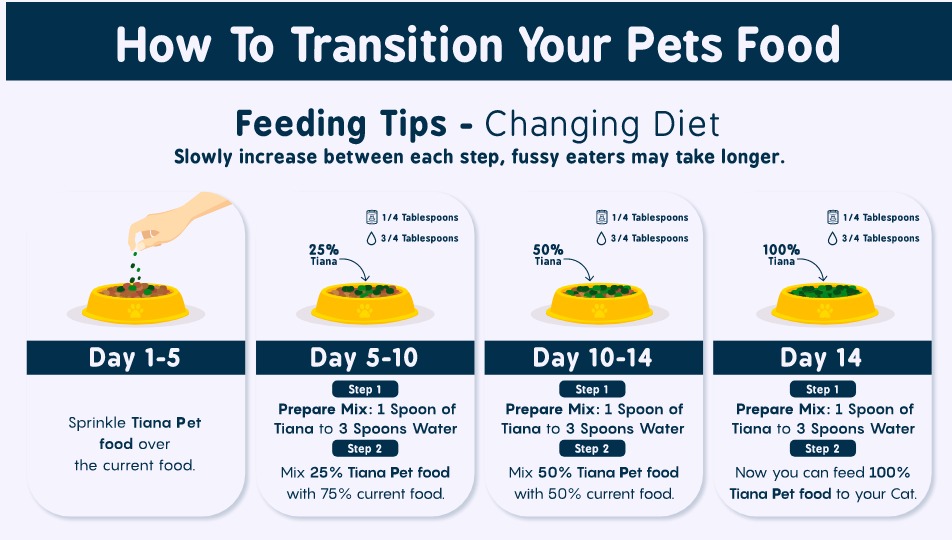 How To Transition Your Pets Food
Feeding Tips - Changing Diet
Slowly increase between each step, fussy eaters may take longer.
Day 1-5
Sprinkle Tiana Pet
food over
the current food.
1/4 Tablespoons
3/4 Tablespoons
25%
Tiana
Day 5-10
Step 1
Prepare Mix: 1 Spoon of
Tiana to 3 Spoons Water
Step 2
Mix 25% Tiana Pet food
with 75% current food.
1/4 Tablespoons
3/4 Tablespoons
50%
Tiana
Day 10-14
Step 1
Prepare Mix: 1 Spoon of
Tiana to 3 Spoons Water
Step 2
Mix 50% Tiana Pet food
with 50% current food.
1/4 Tablespoons
3/4 Tablespoons
100%
Tiana
Day 14
Step 1
Prepare Mix: 1 Spoon of
Tiana to 3 Spoons Water
Step 2
Now you can feed 100%
Tiana Pet food to your Cat.